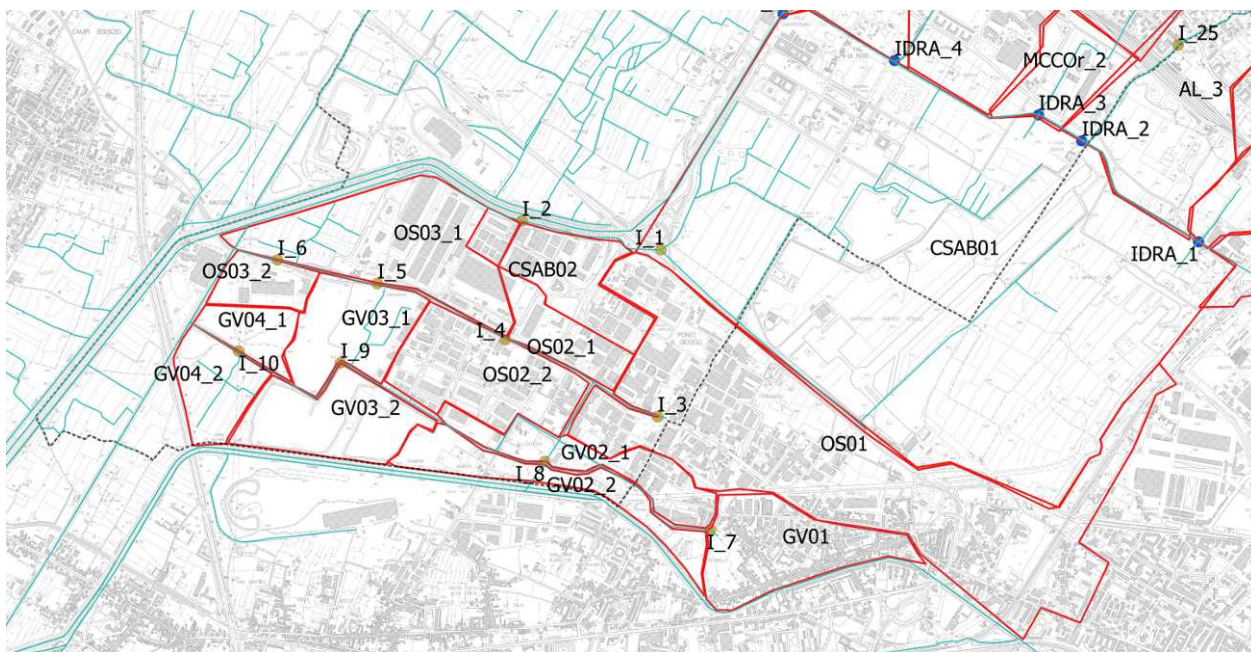 I_25
IDRA_4
MCCOr_2
AL_3
IDRA_3
IDRA_2
I_2
I_1
OS03_1
CSAB01
IDRA_1
I_6
OS03_2
CSAB02
I_5
GV04_1
GV03_1
I_4
OS02_1
I_10
I_9
OS02_2
GV04_2
GV03_2
I_3
OS01
GV02_1
I_8
GV02_2
I_7
GV01